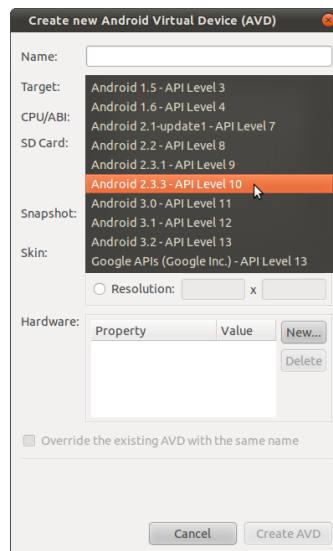 Create new Android Virtual Device (AVD)
Name:
Target:
Android 1.5 - API Level 3
Android 1.6 - API Level 4
CPU/ABI:
Android 2.1-update1 - API Level 7
SD Card:
Android 2.2 - API Level 8
Android 2.3.1 - API Level 9
Android 2.3.3 - API Level 10
Android 3.0 - API Level 11
Snapshot:
Android 3.1 - API Level 12
Android 3.2 - API Level 13
Skin:
Google APIs (Google Inc.) - API Level 13
Resolution: x
Hardware:
Property Value New...
Delete
Override the existing AVD with the same name
Cancel Create AVD